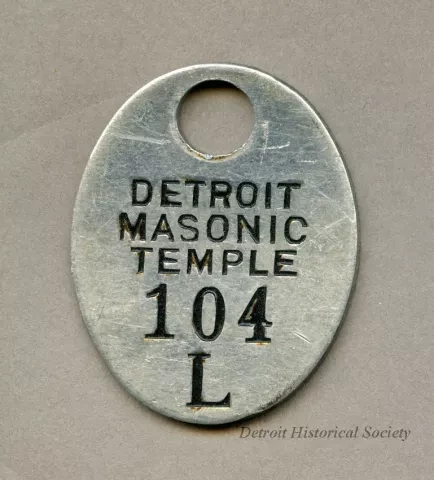 DETROIT
MASONIC
TEMPLE
104
L
Detroit Historical Society